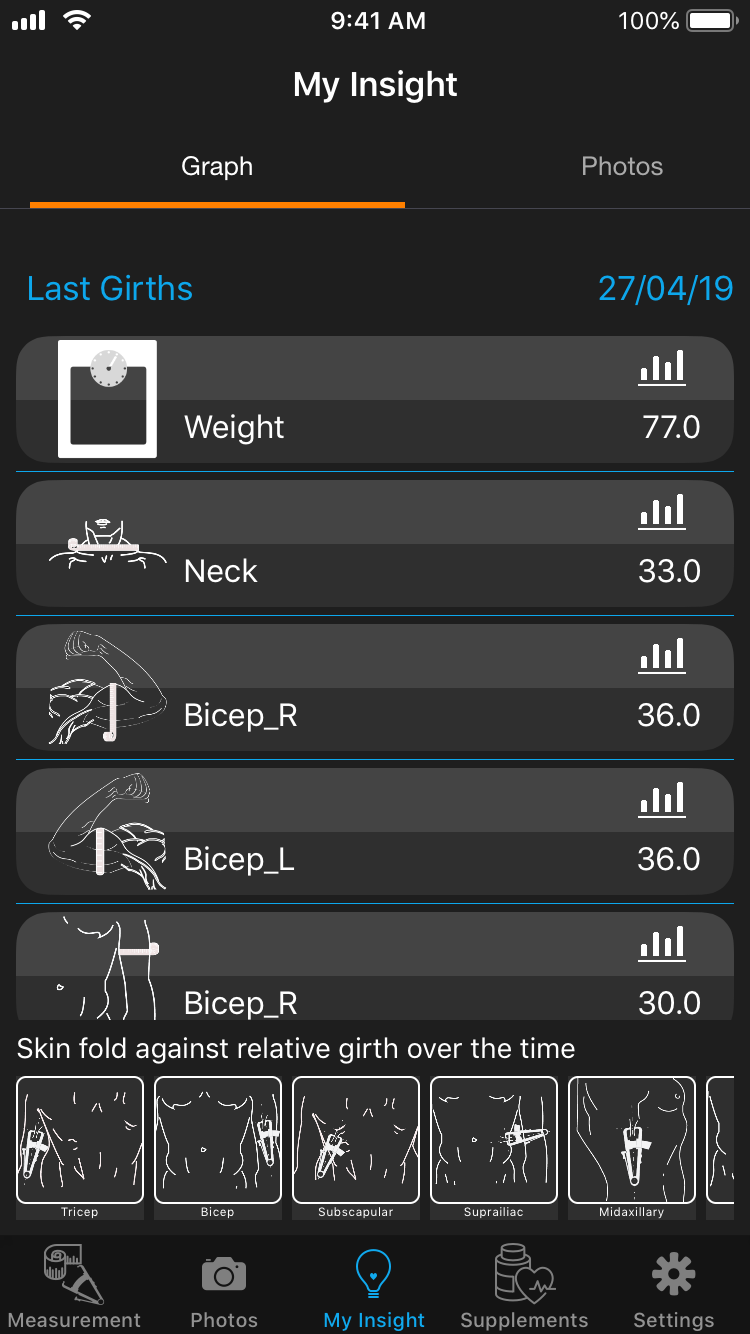 9:41 AM 100%
My Insight
Graph Photos
Last Girths 27/04/19
Weight 77.0
Neck 33.0
Bicep_R 36.0
Bicep_L 36.0
Bicep_R 30.0
Skin fold against relative girth over the time
Tricep Bicep Subscapular Suprailiac Midaxillary
Measurement Photos My Insight Supplements Settings